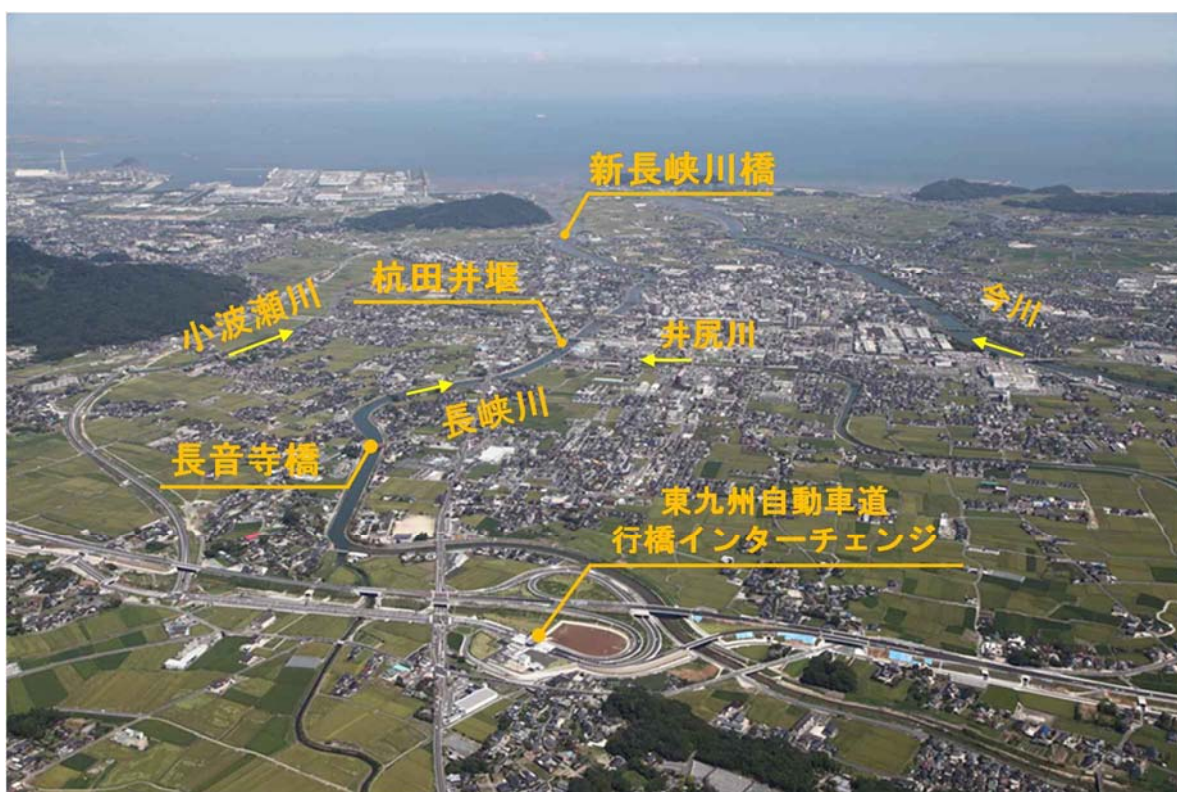 新長峡川橋
杭田井堰
小波瀬川
井尻川
今川
長峡川
長音寺橋
東九州自動車道
行橋インターチェンジ